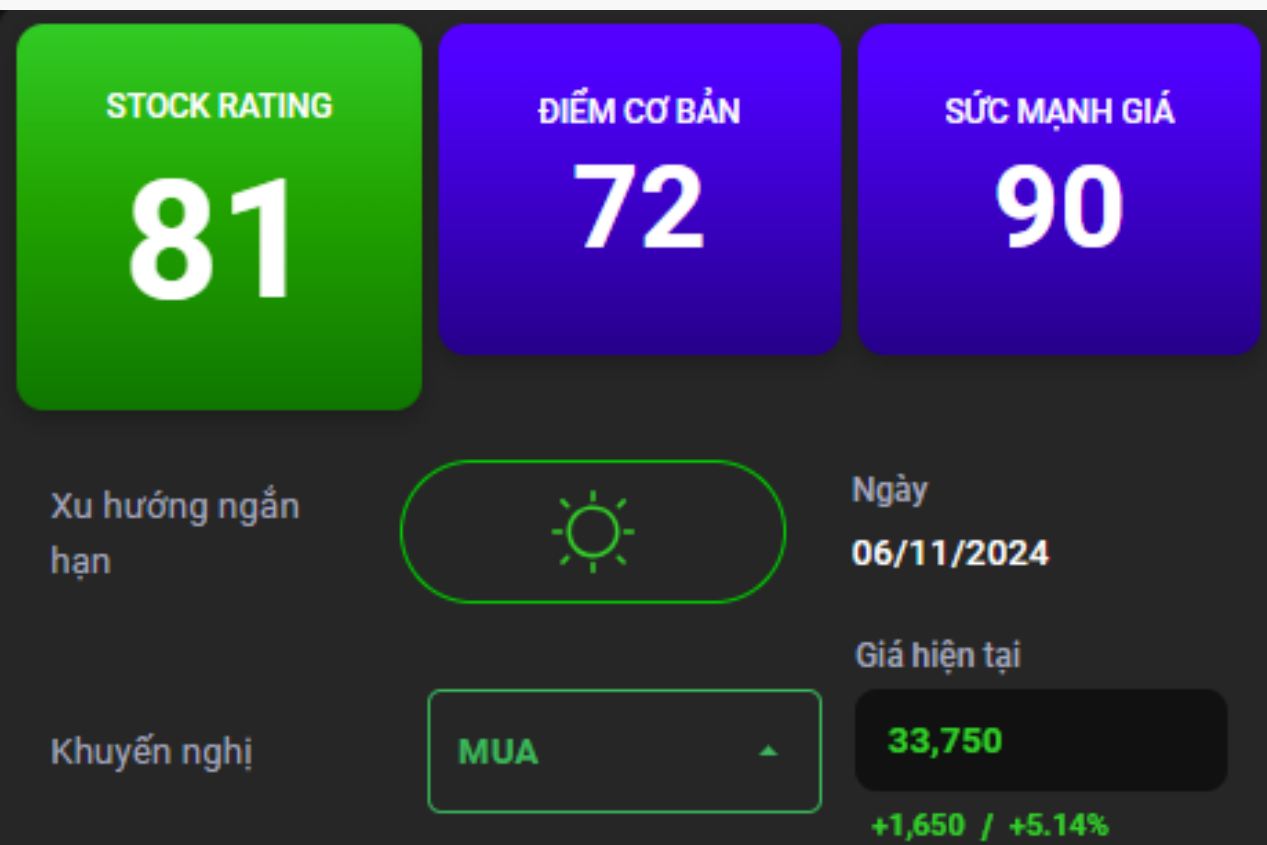 STOCK RATING
81
ĐIỂM CƠ BẢN
72
SỨC MẠNH GIÁ
90
Xu hướng ngắn
hạn
Ngày
06/11/2024
Khuyến nghị
MUA
Giá hiện tại
33,750
+1,650 / +5.14%